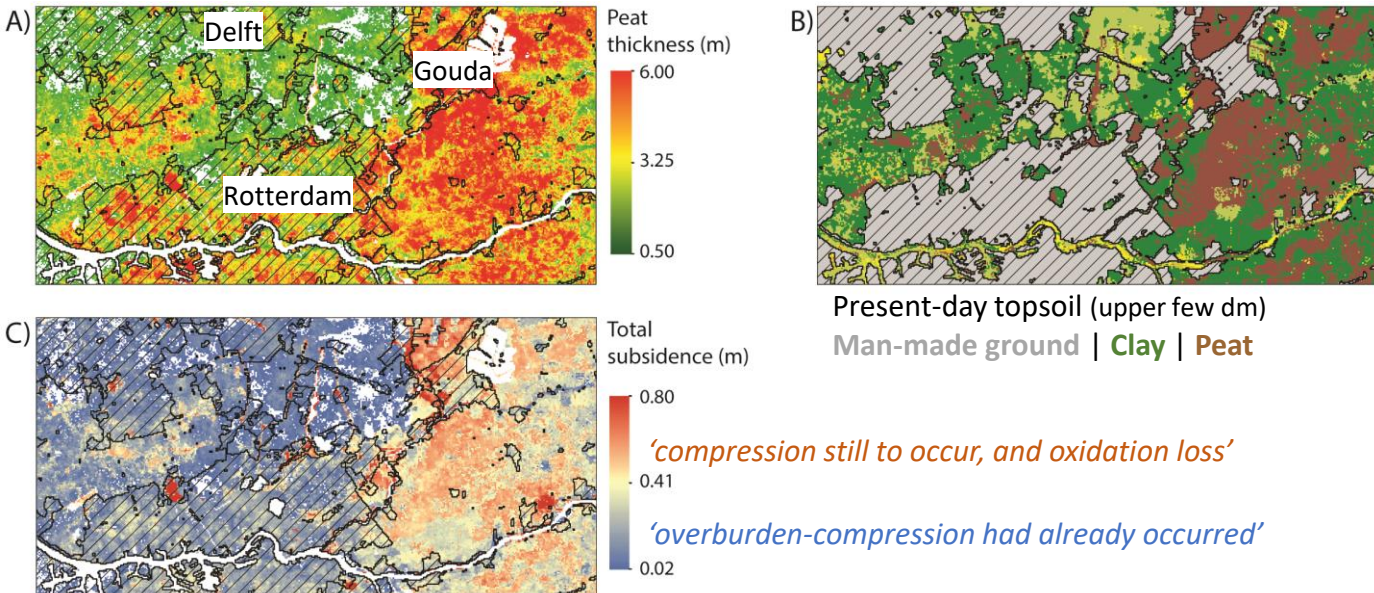 A)
Delft
Gouda
Rotterdam
Peat
thickness (m)
6.00
3.25
0.50
B)
Present-day topsoil (upper few dm)
Man-made ground | Clay | Peat
C)
Total
subsidence (m)
0.80
0.41
0.02
‘compression still to occur, and oxidation loss’
‘overburden-compression had already occurred’